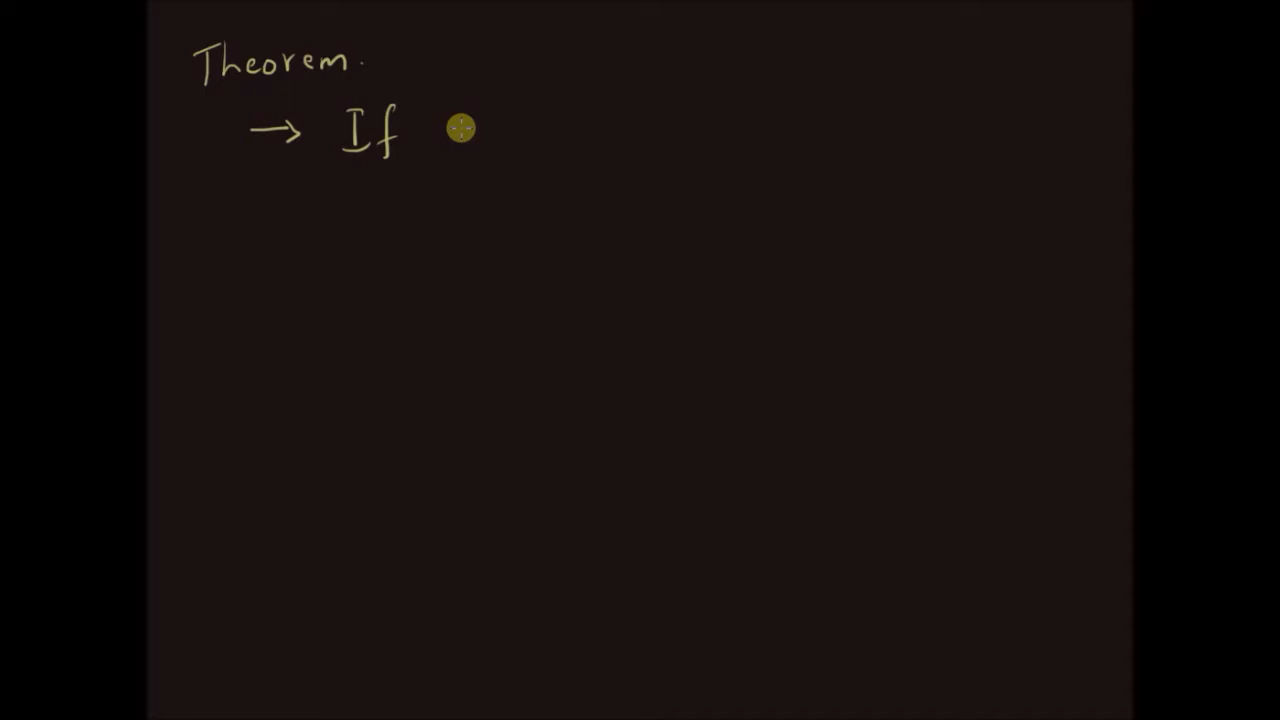 Theorem.
→ If